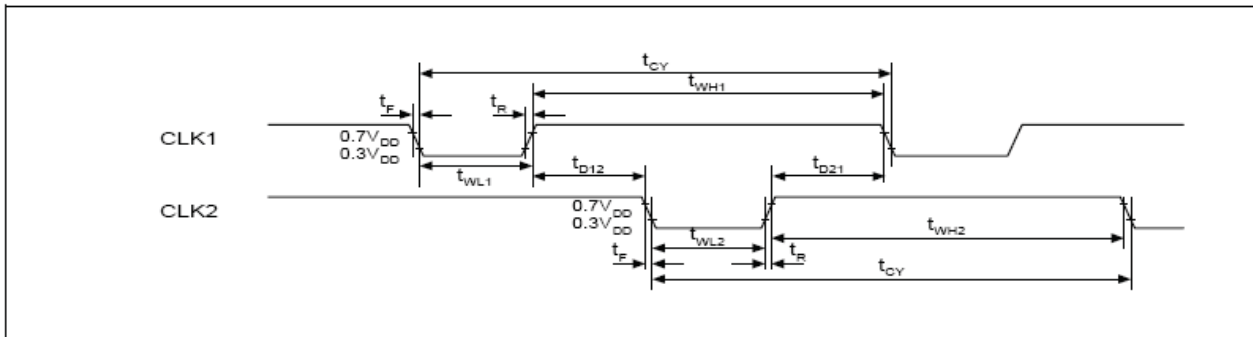 tCY
tWH1
tF
tR
CLK1
0.7VDD
0.3VDD
tWL1
tD12
tD21
CLK2
0.7VDD
0.3VDD
tWL2
tWH2
tF
tR
tCY